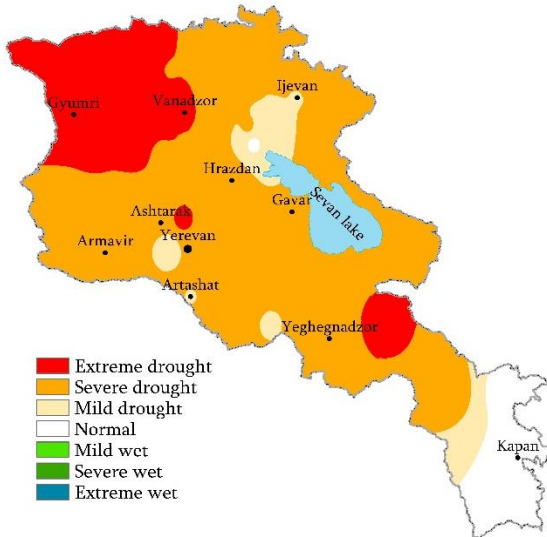 Ijevan
Gyumri
Vanadzor
Hrazdan
Sevan lake
Gavar
Ashtarak
Armavir
Yerevan
Artashat
Yeghegnadzor
Kapan
Extreme drought
Severe drought
Mild drought
Normal
Mild wet
Severe wet
Extreme wet